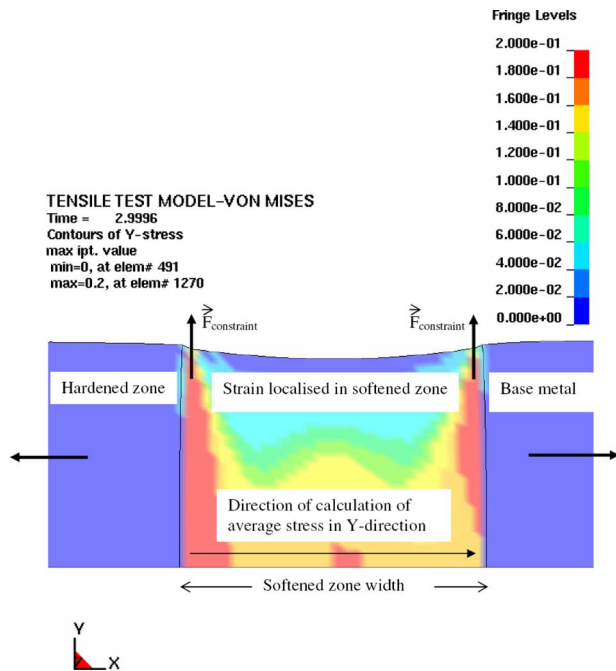 Fringe Levels
2.000e-01
1.800e-01
1.600e-01
1.400e-01
1.200e-01
1.000e-01
8.000e-02
6.000e-02
4.000e-02
2.000e-02
0.000e+00
TENSILE TEST MODEL-VON MISES
Time = 2.9996
Contours of Y-stress
max ipt. value
min=0, at elem# 491
max=0.2, at elem# 1270
F constraint
F constraint
Hardened zone
Strain localised in softened zone
Base metal
Direction of calculation of
average stress in Y-direction
Softened zone width
Y
Z
X